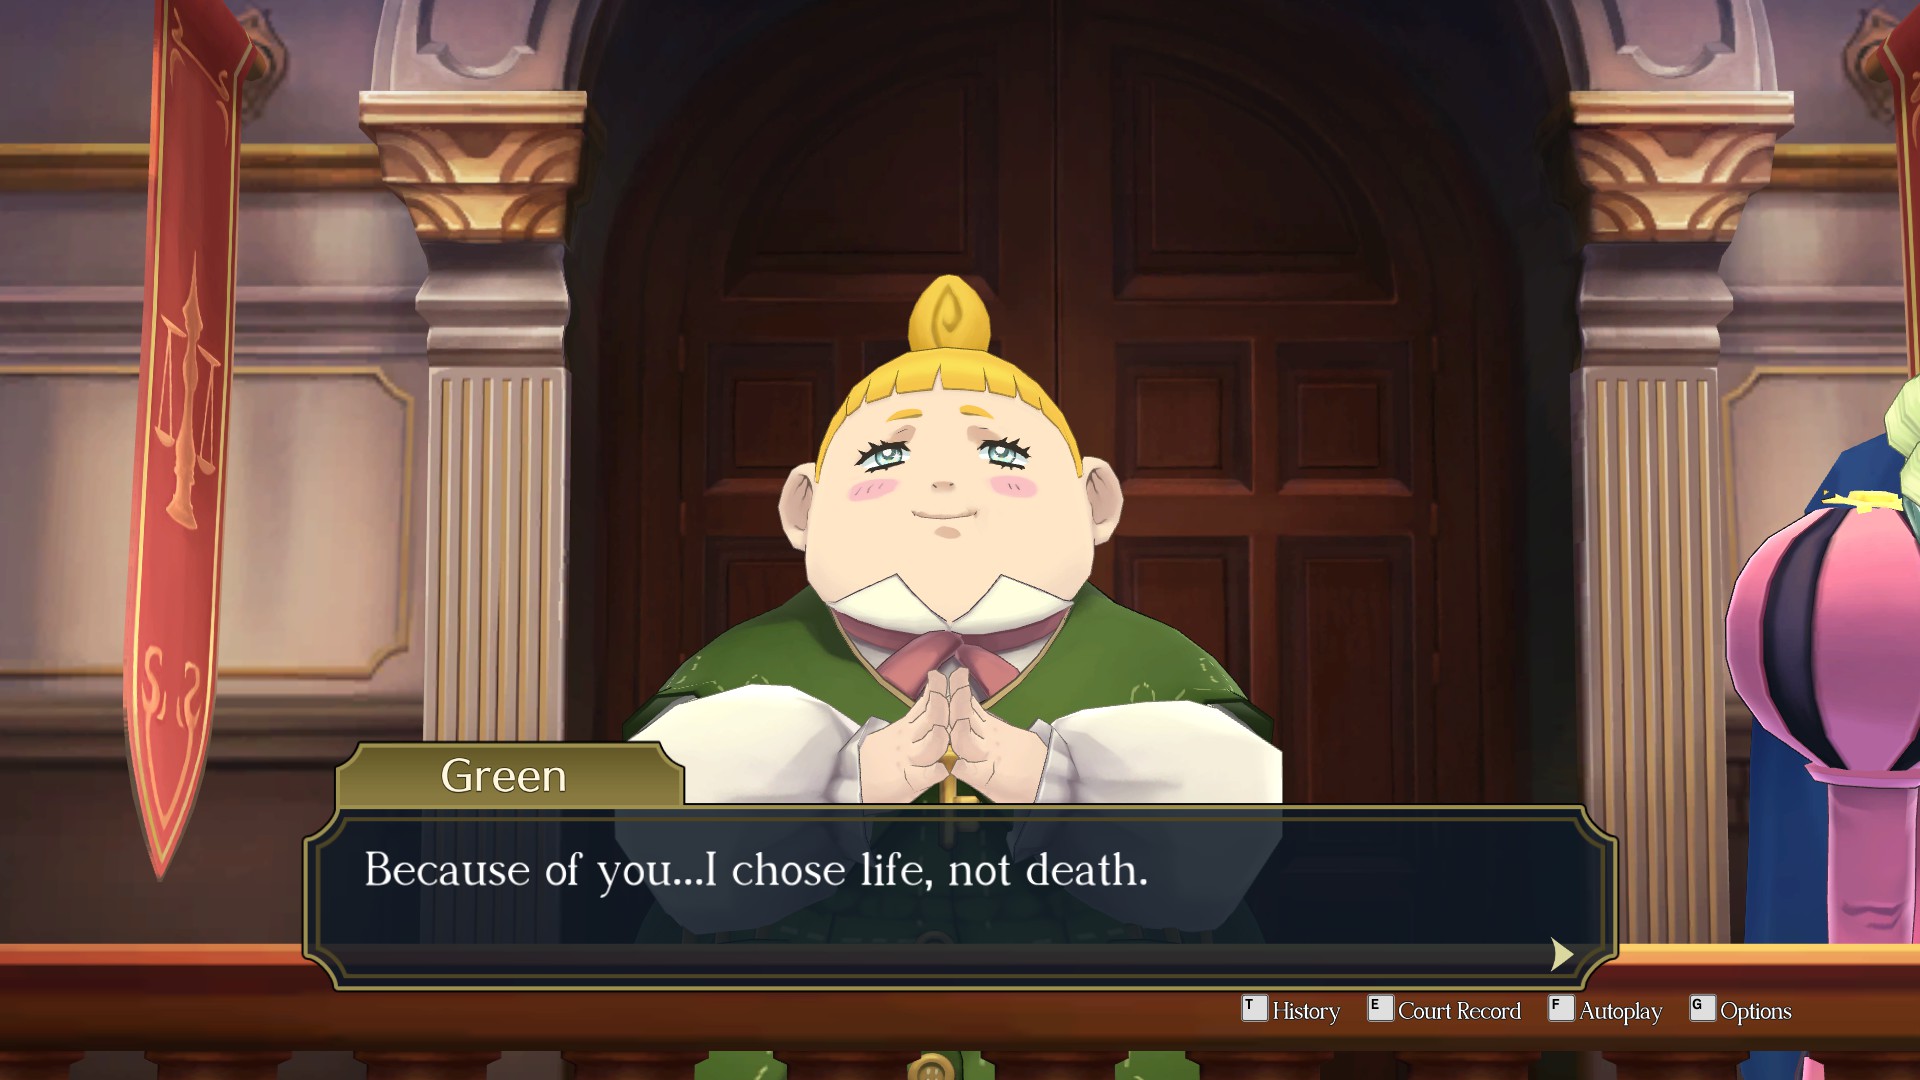 Green
Because of you...I chose life, not death.
T History E Court Record F Autoplay G Options